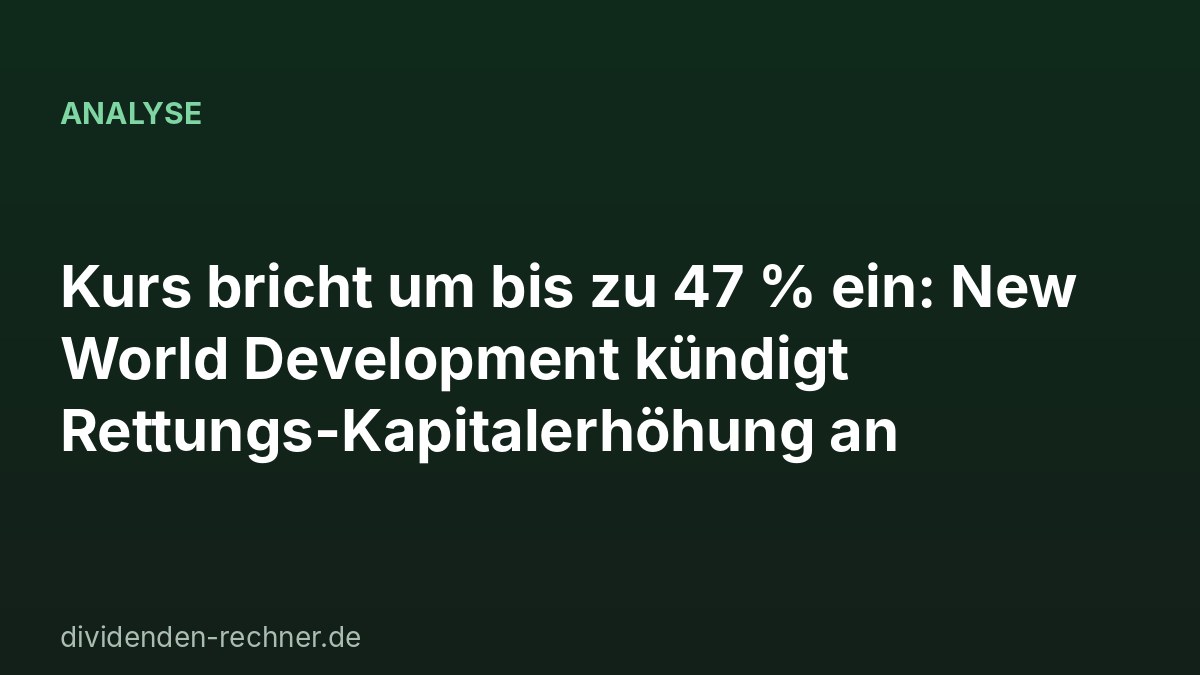 ANALYSE
Kurs bricht um bis zu 47 % ein: New
World Development kündigt
Rettungs-Kapitalerhöhung an
dividenden-rechner.de